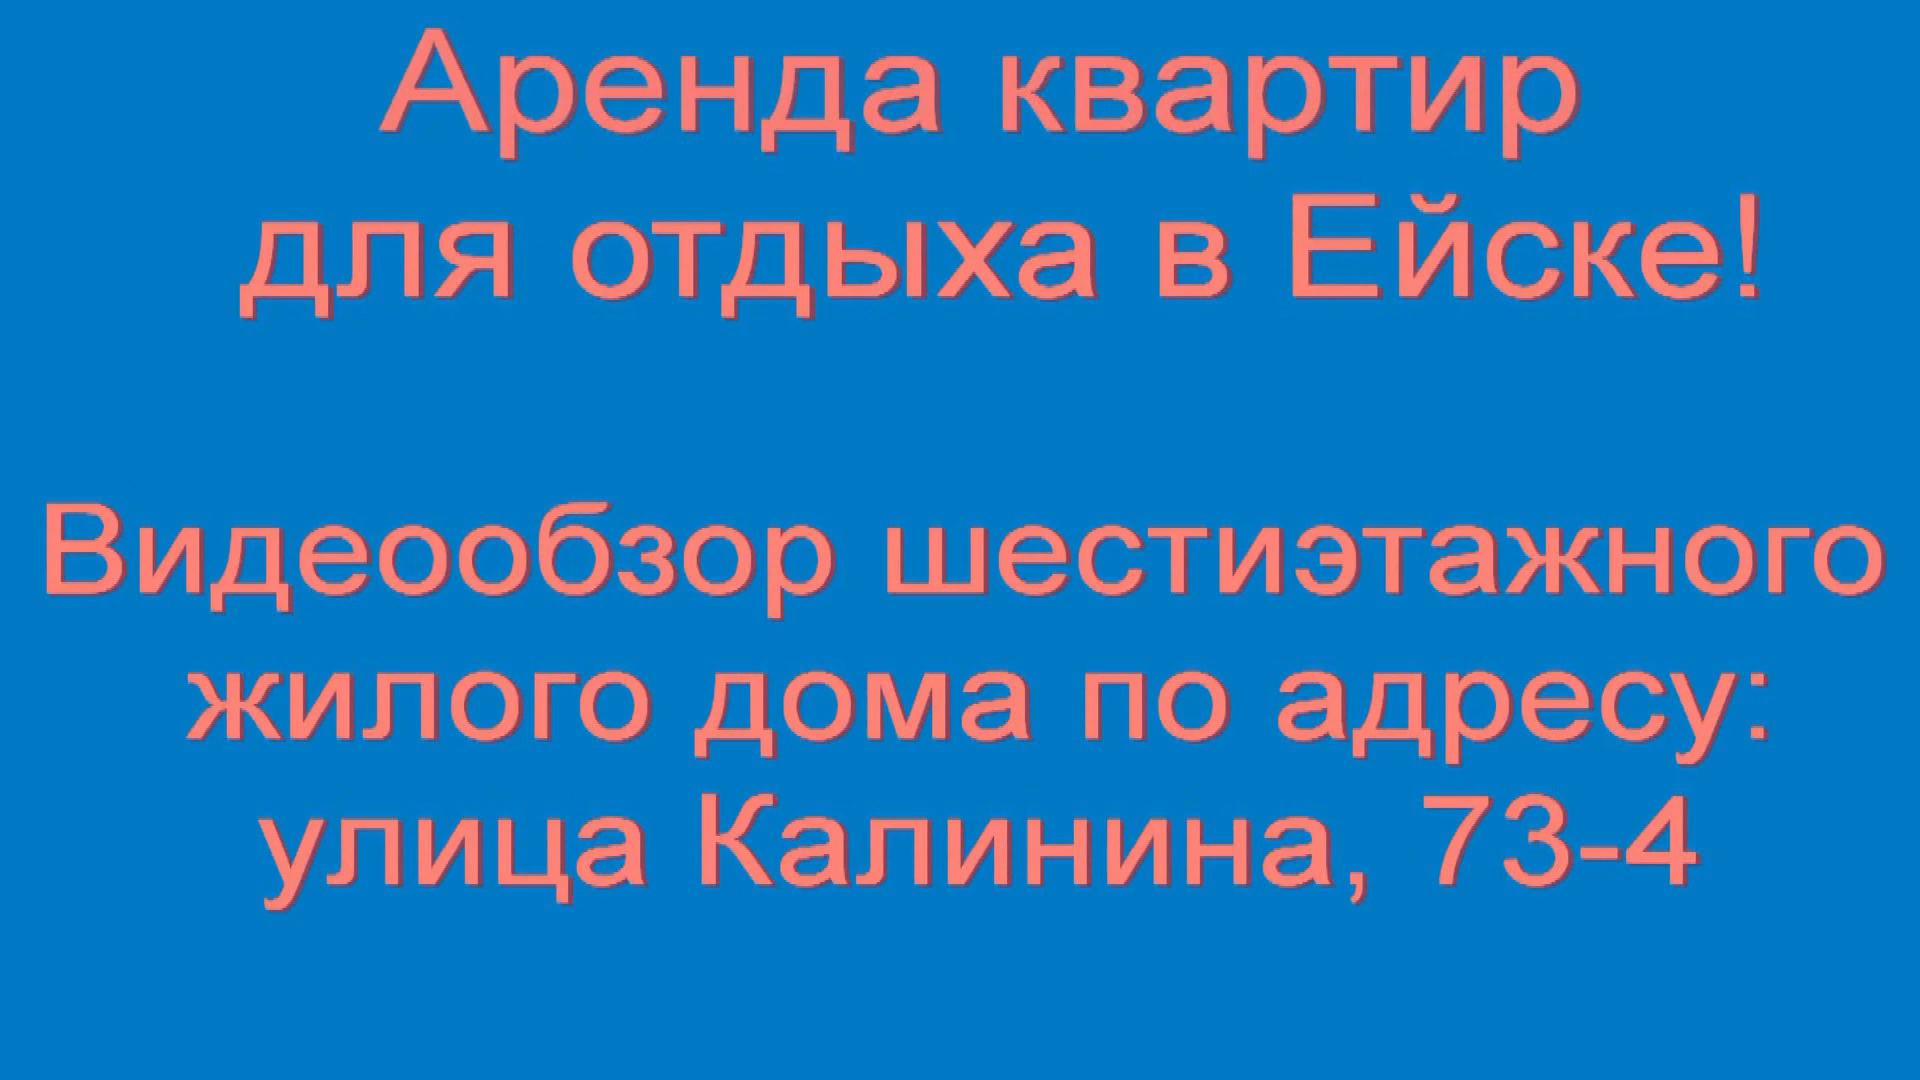 Аренда квартир
для отдыха в Ейске!
Видеообзор шестиэтажного
жилого дома по адресу:
улица Калинина, 73-4